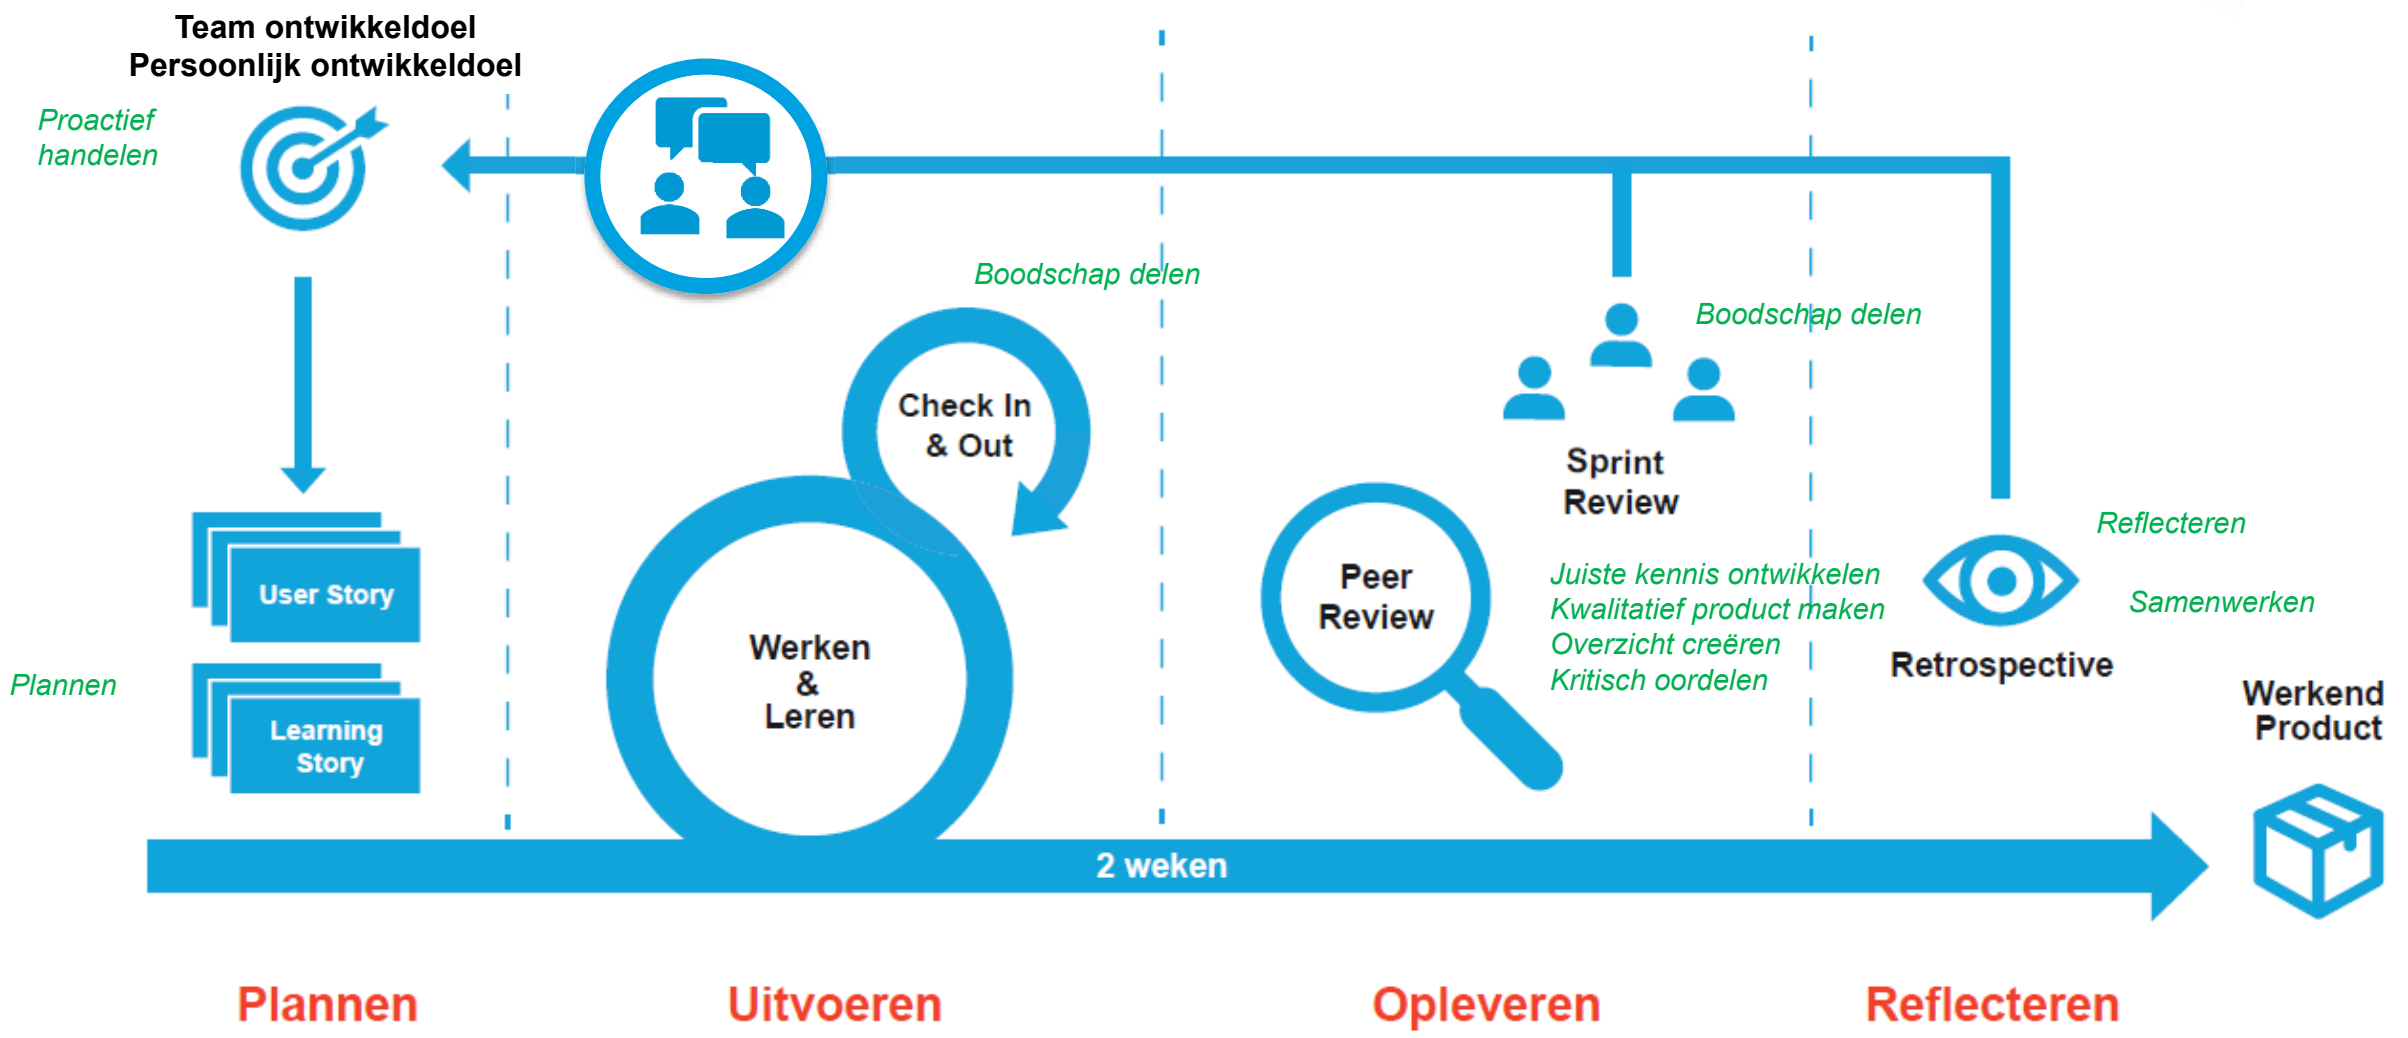 Team ontwikkeldoel
Persoonlijk ontwikkeldoel
Proactief
handelen
User Story
Learning
Story
Plannen
Boodschap delen
Check In
& Out
Werken
&
Leren
Boodschap delen
Sprint
Review
Peer
Review
Juiste kennis ontwikkelen
Kwalitatief product maken
Overzicht creëren
Kritisch oordelen
Reflecteren
Samenwerken
Retrospective
Werkend
Product
2 weken
Plannen
Uitvoeren
Opleveren
Reflecteren